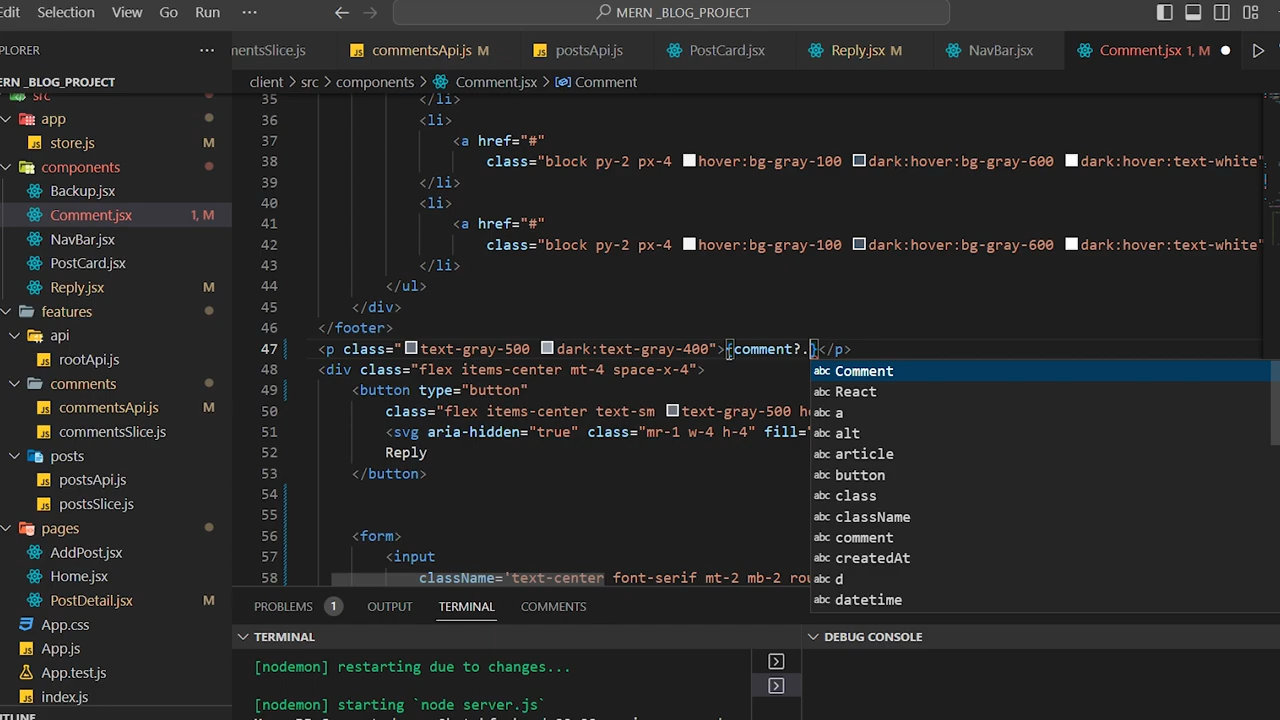 Edit Selection View Go Run ··· MERN _BLOG_PROJECT
EXPLORER ···
mentsSlice.js commentsApi.js M postsApi.js PostCard.jsx Reply.jsx M NavBar.jsx Comment.jsx 1, M
MERN _BLOG_PROJECT
client > src > components > Comment.jsx > Comment
src
app
store.js
components
Backup.jsx
Comment.jsx 1, M
NavBar.jsx
PostCard.jsx
Reply.jsx M
features
api
rootApi.js
comments
commentsApi.js M
commentsSlice.js
posts
postsApi.js
postsSlice.js
pages
AddPost.jsx
Home.jsx
PostDetail.jsx M
App.css
App.js
App.test.js
index.js
OUTLINE
35 </li>
36 <li>
37 <a href="#"
38 class="block py-2 px-4 hover:bg-gray-100 dark:hover:bg-gray-600 dark:hover:text-white"
39 </li>
40 <li>
41 <a href="#"
42 class="block py-2 px-4 hover:bg-gray-100 dark:hover:bg-gray-600 dark:hover:text-white"
43 </li>
44 </ul>
45 </div>
46 </footer>
47 <p class="text-gray-500 dark:text-gray-400">{comment?.}</p>
48 <div class="flex items-center mt-4 space-x-4">
49 <button type="button"
50 class="flex items-center text-sm text-gray-500 ho
51 <svg aria-hidden="true" class="mr-1 w-4 h-4" fill="
52 Reply
53 </button>
54
55
56 <form>
57 <input
58 className='text-center font-serif mt-2 mb-2 rou
abc Comment
abc React
abc a
abc alt
abc article
abc button
abc class
abc className
abc comment
abc createdAt
abc d
abc datetime
PROBLEMS 1 OUTPUT TERMINAL COMMENTS
TERMINAL
[nodemon] restarting due to changes...
[nodemon] starting `node server.js`
DEBUG CONSOLE